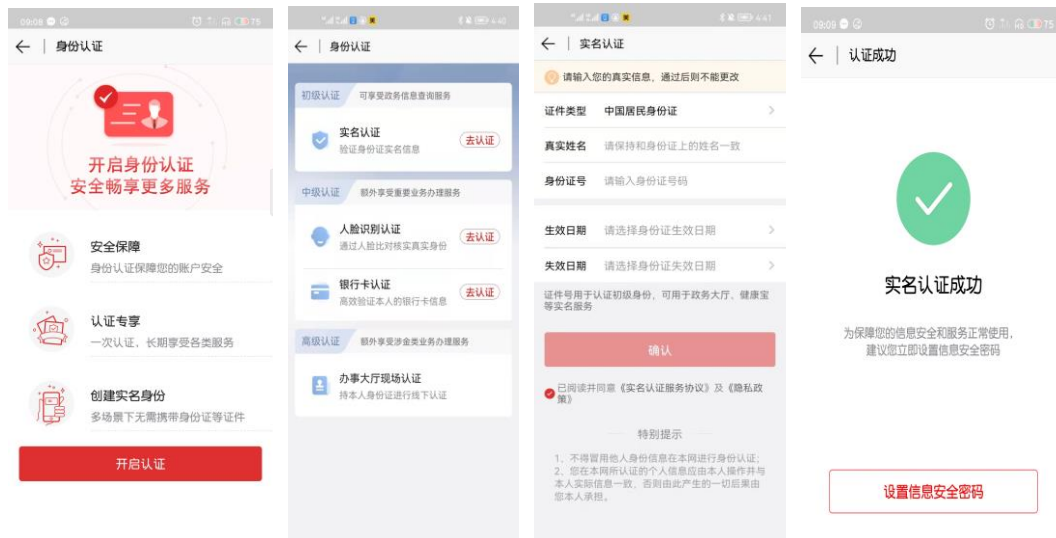 09:08
75
← | 身份认证
开启身份认证
安全畅享更多服务
安全保障
身份认证保障您的账户安全
认证专享
一次认证,长期享受各类服务
创建实名身份
多场景下无需携带身份证等证件
开启认证
4:40
← | 身份认证
初级认证 可享受政务信息查询服务
实名认证
验证身份证实名信息
去认证
中级认证 额外享受重要业务办理服务
人脸识别认证
通过人脸比对核实真实身份
去认证
银行卡认证
高效验证本人的银行卡信息
去认证
高级认证 额外享受涉金类业务办理服务
办事大厅现场认证
持本人身份证进行线下认证
4:41
← | 实名认证
请输入您的真实信息,通过后则不能更改
证件类型 中国居民身份证
真实姓名 请保持和身份证上的姓名一致
身份证号 请输入身份证号码
生效日期 请选择身份证生效日期
失效日期 请选择身份证失效日期
证件号用于认证初级身份,可用于政务大厅、健康宝
等实名服务
确认
已阅读并同意《实名认证服务协议》及《隐私政
策》
特别提示
1、不得冒用他人身份信息在本网进行身份认证;
2、您在本网所认证的个人信息应由本人操作并与
本人实际信息一致,否则由此产生的一切后果由
您本人承担。
09:09
75
← | 认证成功
实名认证成功
为保障您的信息安全和服务正常使用,
建议您立即设置信息安全密码
设置信息安全密码